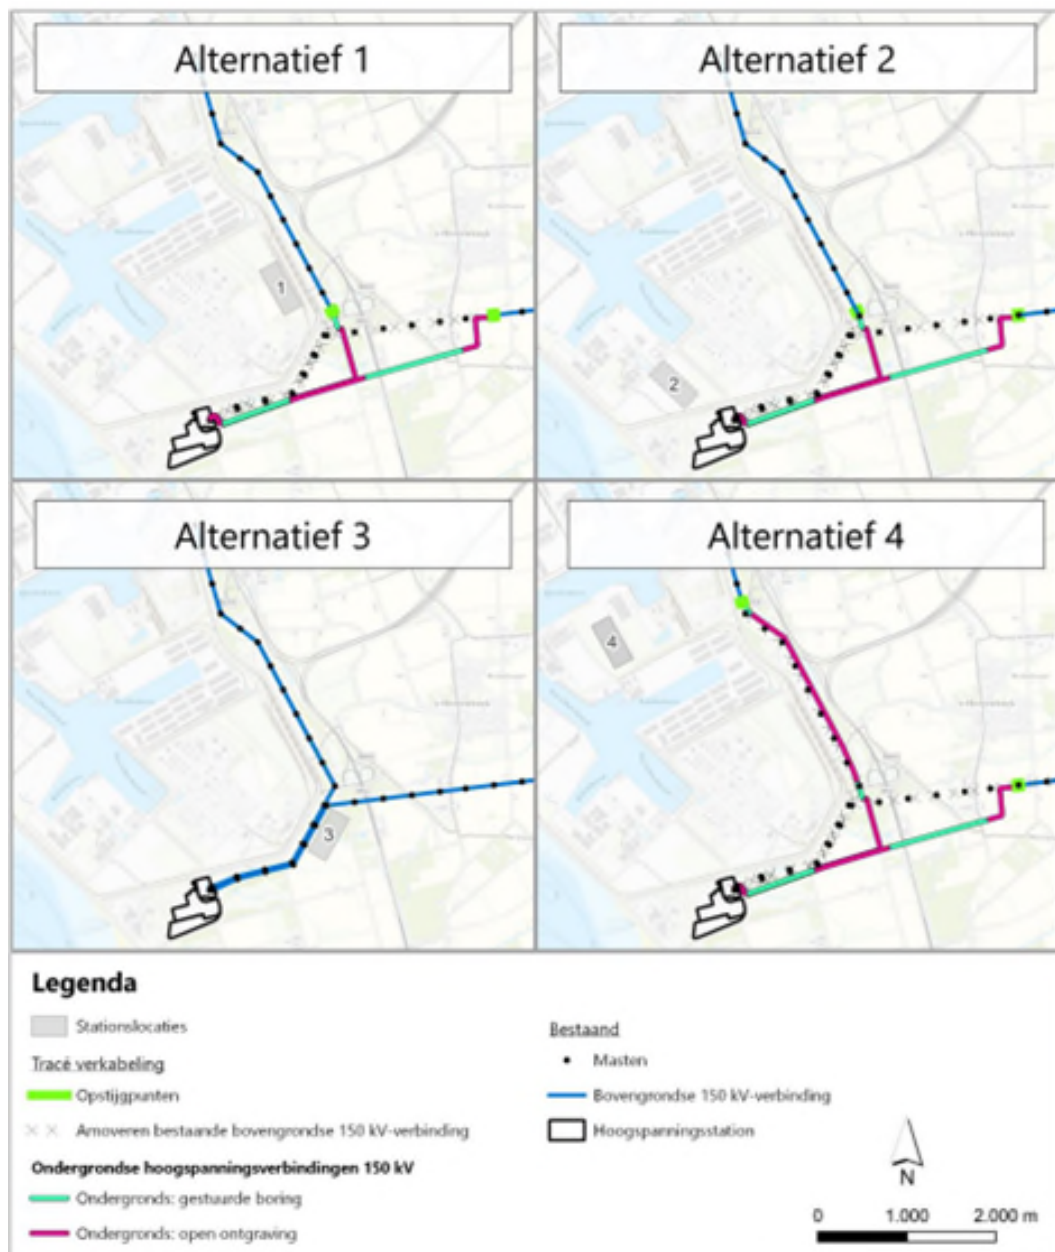 Alternatief 1
Alternatief 2
1
2
Alternatief 3
Alternatief 4
3
4
Legenda
Stationslocaties
Tracé verkabeling
Opstijgpunten
Amoveren bestaande bovengrondse 150 kV-verbinding
Ondergrondse hoogspanningsverbindingen 150 kV
Ondergronds: gestuurde boring
Ondergronds: open ontgraving
Bestaand
Masten
Bovengrondse 150 kV-verbinding
Hoogspanningsstation
N
0 1.000 2.000 m